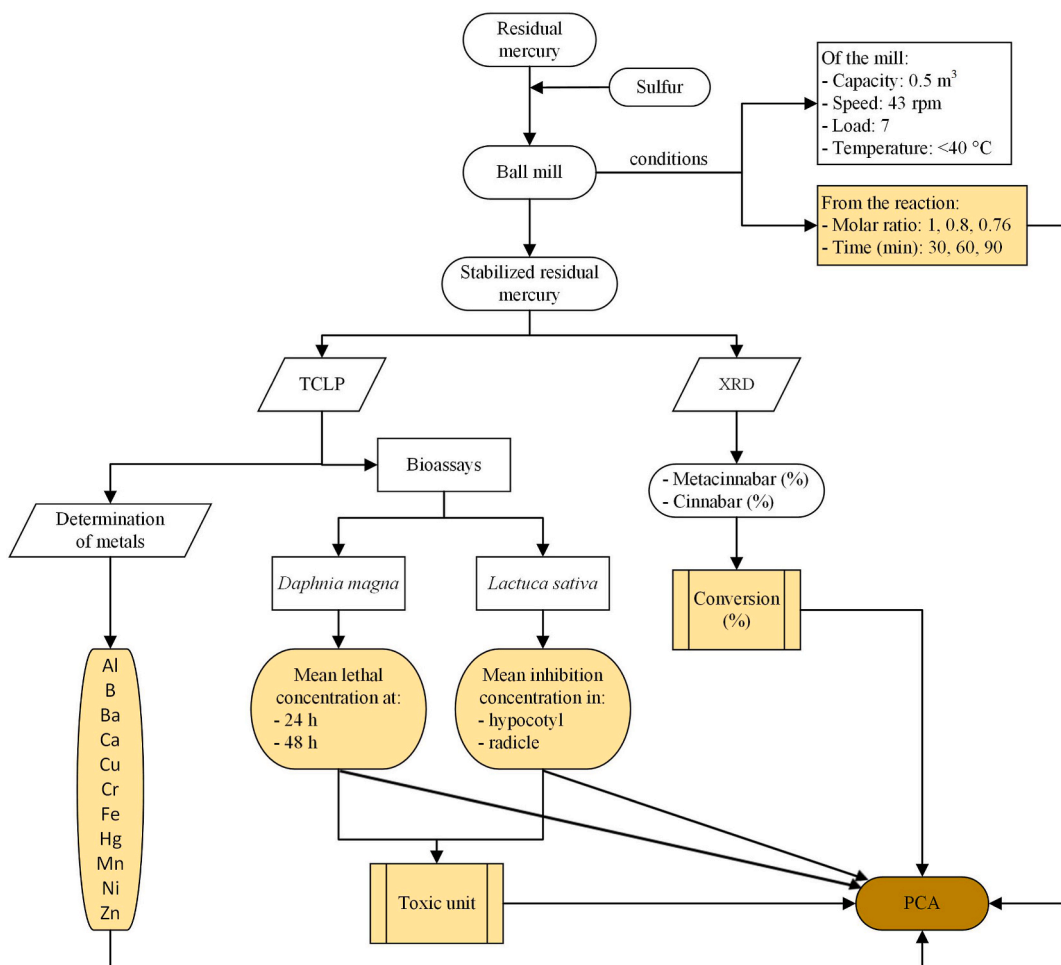 Residual
mercury
Sulfur
Ball mill
conditions
Of the mill:
- Capacity: 0.5 m³
- Speed: 43 rpm
- Load: 7
- Temperature: <40 °C
From the reaction:
- Molar ratio: 1, 0.8, 0.76
- Time (min): 30, 60, 90
Stabilized residual
mercury
TCLP
XRD
Bioassays
- Metacinnabar (%)
- Cinnabar (%)
Determination
of metals
Daphnia magna
Lactuca sativa
Conversion
(%)
Al
B
Ba
Ca
Cu
Cr
Fe
Hg
Mn
Ni
Zn
Mean lethal
concentration at:
- 24 h
- 48 h
Mean inhibition
concentration in:
- hypocotyl
- radicle
Toxic unit
PCA